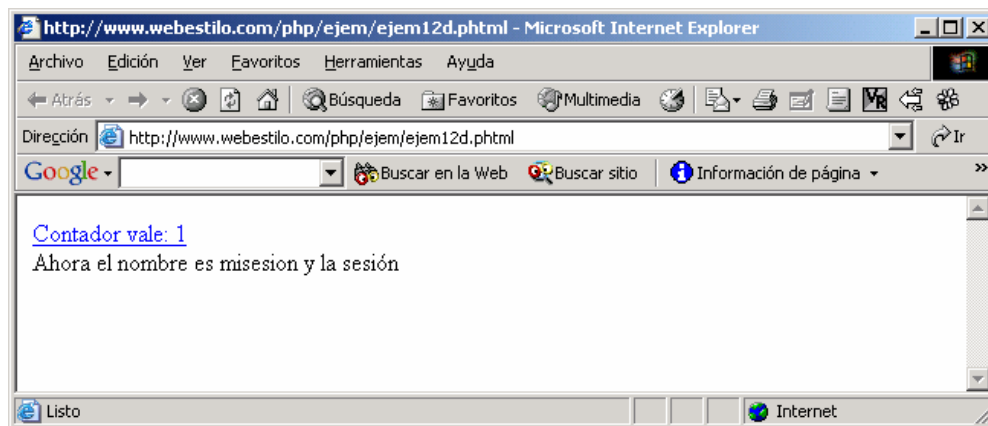 http://www.webestilo.com/php/ejem/ejem12d.phtml - Microsoft Internet Explorer
Archivo Edición Ver Favoritos Herramientas Ayuda
Atrás Búsqueda Favoritos Multimedia
Dirección http://www.webestilo.com/php/ejem/ejem12d.phtml Ir
Google Buscar en la Web Buscar sitio Información de página »
Contador vale: 1
Ahora el nombre es misesion y la sesión
Listo Internet